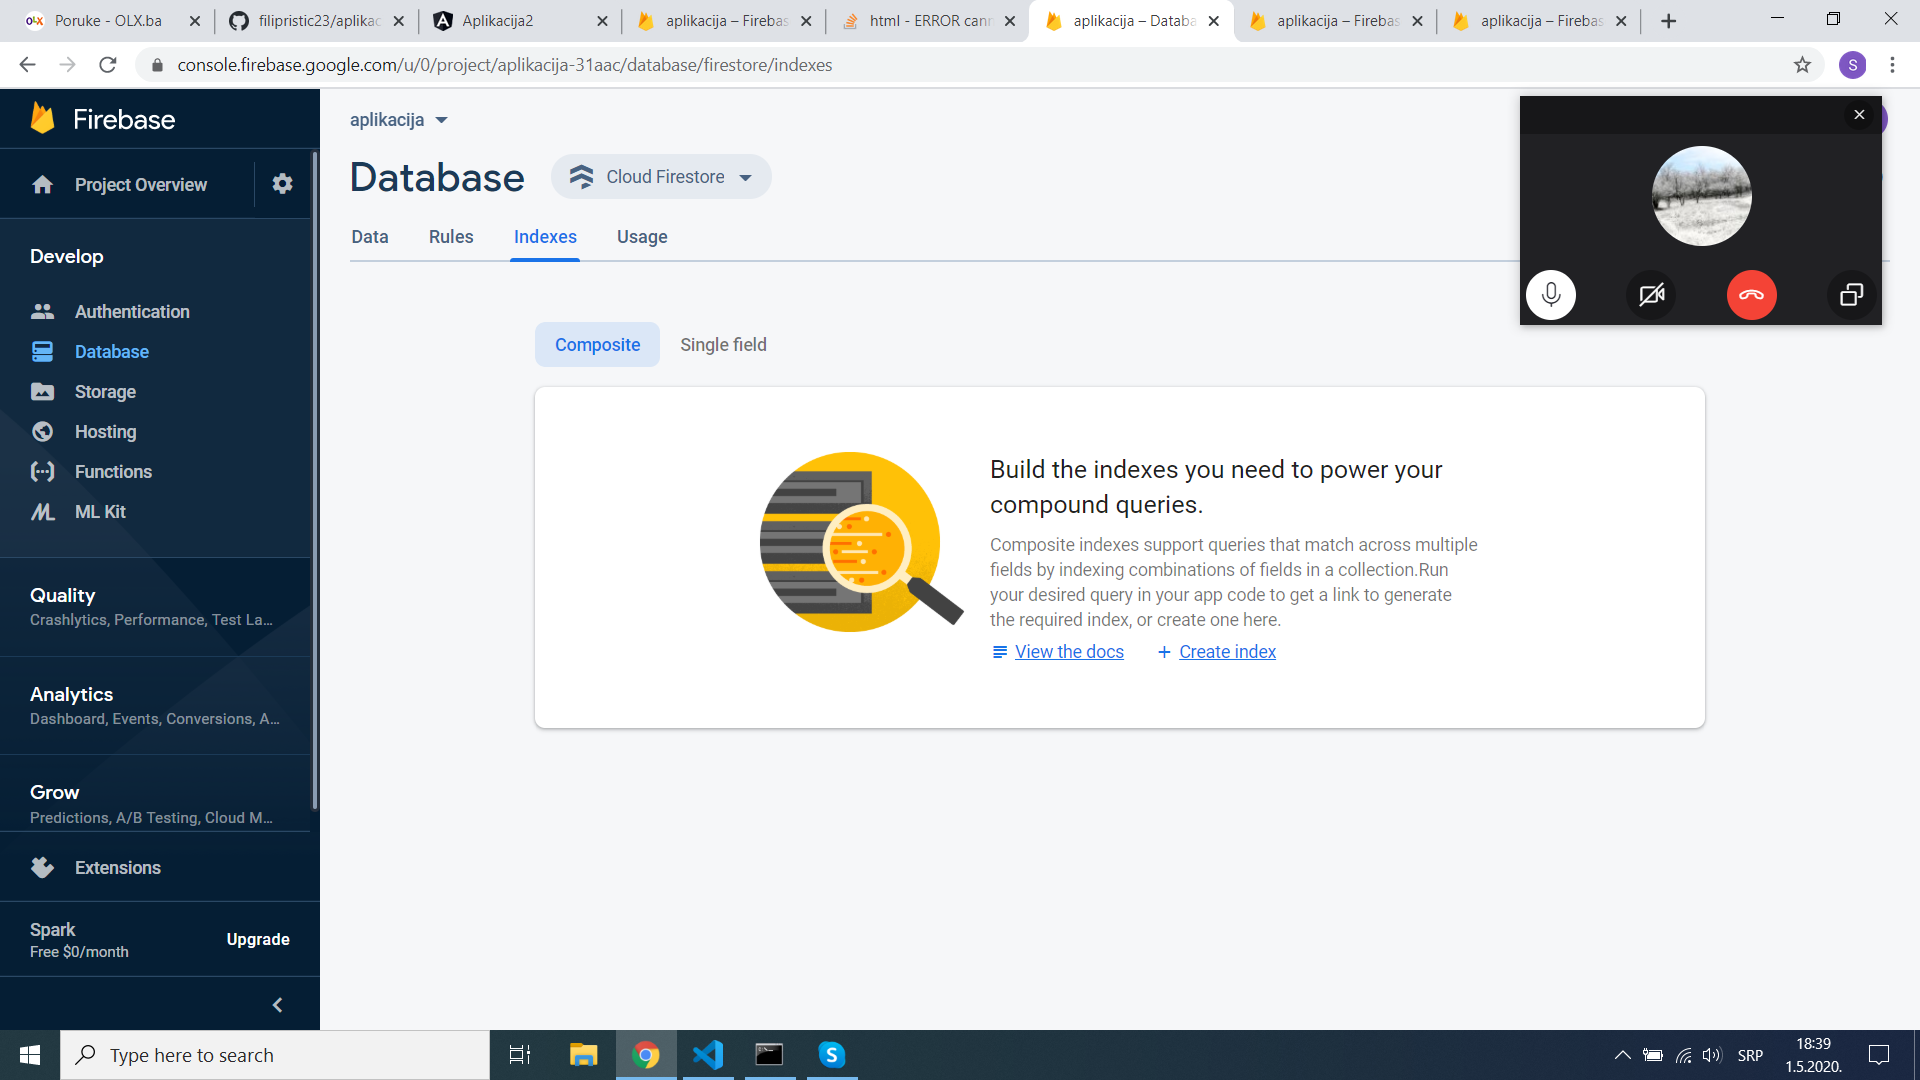 Poruke - OLX.ba
filipristic23/aplikac
Aplikacija2
aplikacija – Firebas
html - ERROR cann
aplikacija – Databa
aplikacija – Firebas
aplikacija – Firebas
console.firebase.google.com/u/0/project/aplikacija-31aac/database/firestore/indexes
S
Firebase
Project Overview
Develop
Authentication
Database
Storage
Hosting
Functions
ML Kit
Quality
Crashlytics, Performance, Test La...
Analytics
Dashboard, Events, Conversions, A...
Grow
Predictions, A/B Testing, Cloud M...
Extensions
Spark
Free $0/month
Upgrade
aplikacija
Database
Cloud Firestore
Data
Rules
Indexes
Usage
Composite
Single field
Build the indexes you need to power your
compound queries.
Composite indexes support queries that match across multiple
fields by indexing combinations of fields in a collection.Run
your desired query in your app code to get a link to generate
the required index, or create one here.
View the docs
+ Create index
Type here to search
SRP
18:39
1.5.2020.